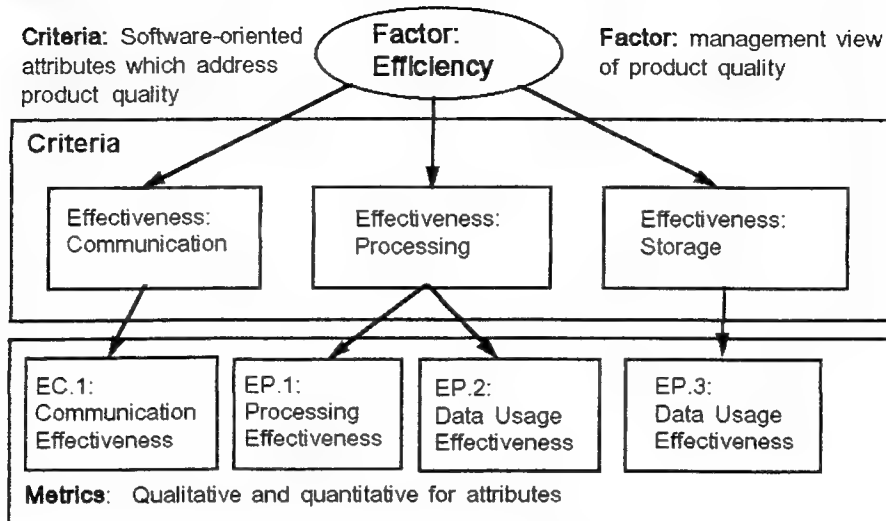 Criteria: Software-oriented
attributes which address
product quality
Factor:
Efficiency
Factor: management view
of product quality
Criteria
Effectiveness:
Communication
Effectiveness:
Processing
Effectiveness:
Storage
EC.1:
Communication
Effectiveness
EP.1:
Processing
Effectiveness
EP.2:
Data Usage
Effectiveness
EP.3:
Data Usage
Effectiveness
Metrics: Qualitative and quantitative for attributes